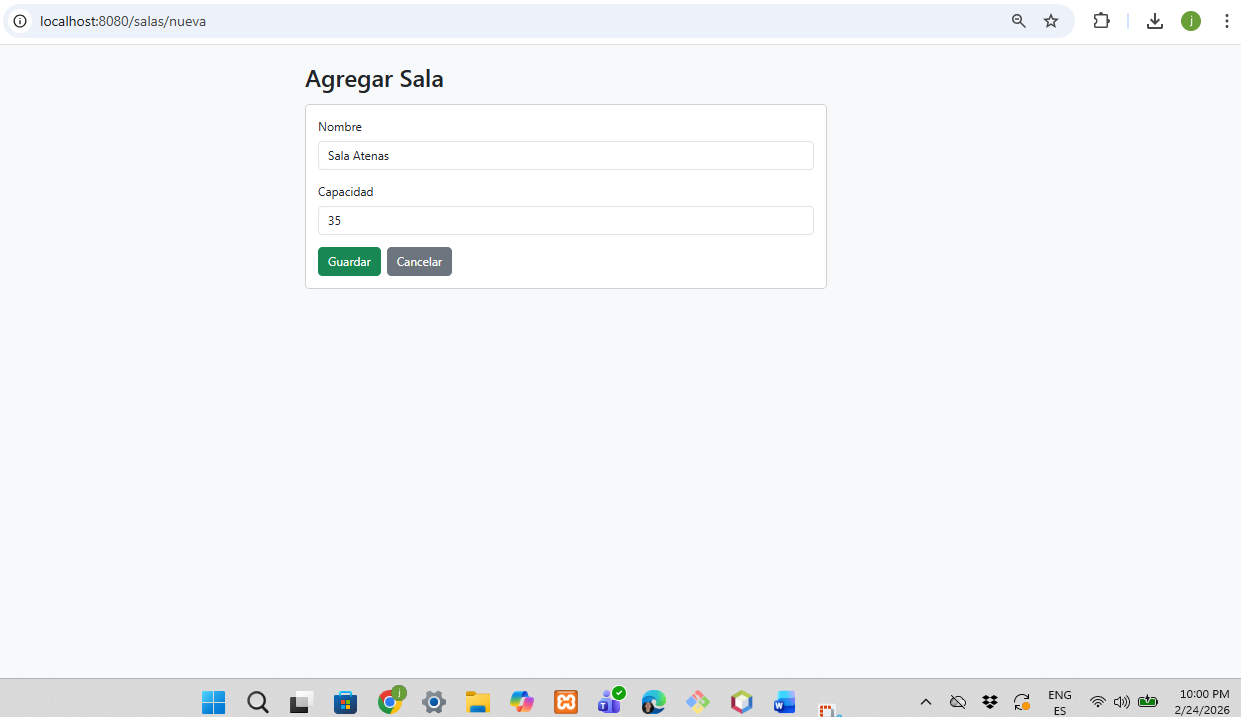 localhost:8080/salas/nueva
j
Agregar Sala
Nombre
Sala Atenas
Capacidad
35
Guardar
Cancelar
j
T
W
ENG
ES
10:00 PM
2/24/2026